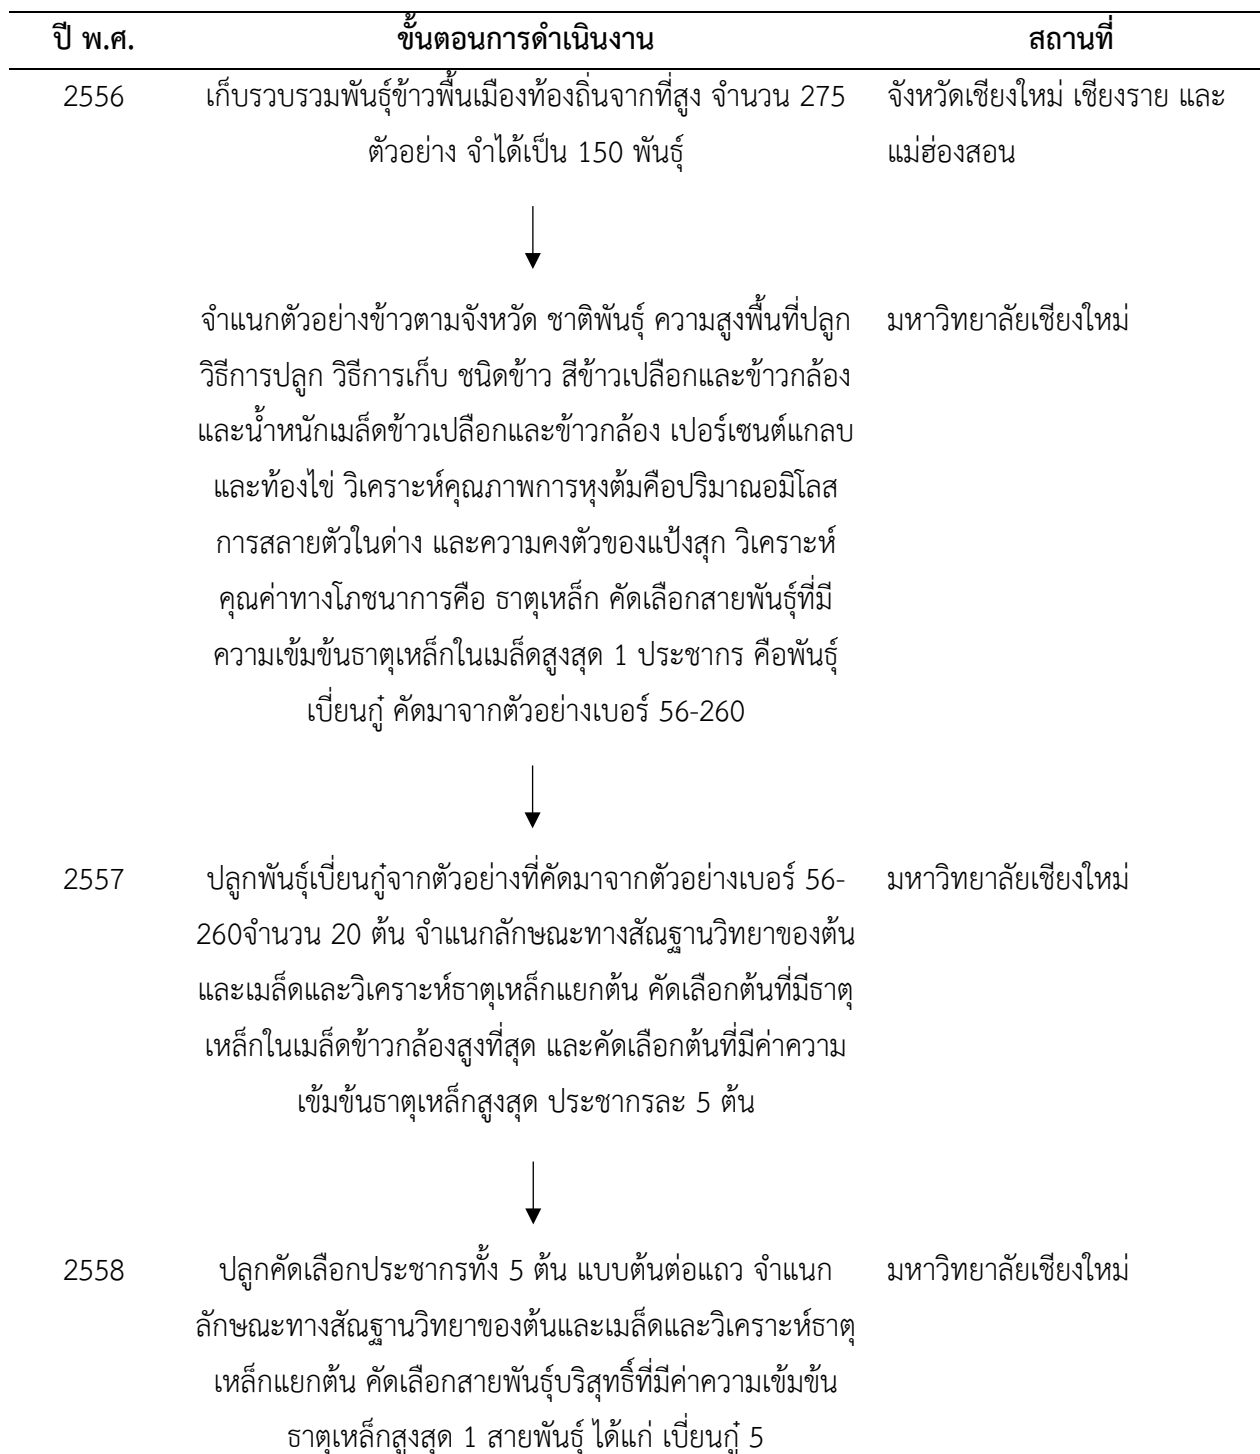 ปี พ.ศ. ขั้นตอนการดำเนินงาน สถานที่
2556 เก็บรวบรวมพันธุ์ข้าวพื้นเมืองท้องถิ่นจากที่สูง จำนวน 275 จังหวัดเชียงใหม่ เชียงราย และ
ตัวอย่าง จำได้เป็น 150 พันธุ์ แม่ฮ่องสอน
จำแนกตัวอย่างข้าวตามจังหวัด ชาติพันธุ์ ความสูงพื้นที่ปลูก มหาวิทยาลัยเชียงใหม่
วิธีการปลูก วิธีการเก็บ ชนิดข้าว สีข้าวเปลือกและข้าวกล้อง
และน้ำหนักเมล็ดข้าวเปลือกและข้าวกล้อง เปอร์เซนต์แกลบ
และท้องไข่ วิเคราะห์คุณภาพการหุงต้มคือปริมาณอมิโลส
การสลายตัวในด่าง และความคงตัวของแป้งสุก วิเคราะห์
คุณค่าทางโภชนาการคือ ธาตุเหล็ก คัดเลือกสายพันธุ์ที่มี
ความเข้มข้นธาตุเหล็กในเมล็ดสูงสุด 1 ประชากร คือพันธุ์
เบี่ยนกู๋ คัดมาจากตัวอย่างเบอร์ 56-260
2557 ปลูกพันธุ์เบี่ยนกู๋จากตัวอย่างที่คัดมาจากตัวอย่างเบอร์ 56- มหาวิทยาลัยเชียงใหม่
260จำนวน 20 ต้น จำแนกลักษณะทางสัณฐานวิทยาของต้น
และเมล็ดและวิเคราะห์ธาตุเหล็กแยกต้น คัดเลือกต้นที่มีธาตุ
เหล็กในเมล็ดข้าวกล้องสูงที่สุด และคัดเลือกต้นที่มีค่าความ
เข้มข้นธาตุเหล็กสูงสุด ประชากรละ 5 ต้น
2558 ปลูกคัดเลือกประชากรทั้ง 5 ต้น แบบต้นต่อแถว จำแนก มหาวิทยาลัยเชียงใหม่
ลักษณะทางสัณฐานวิทยาของต้นและเมล็ดและวิเคราะห์ธาตุ
เหล็กแยกต้น คัดเลือกสายพันธุ์บริสุทธิ์ที่มีค่าความเข้มข้น
ธาตุเหล็กสูงสุด 1 สายพันธุ์ ได้แก่ เบี่ยนกู๋ 5